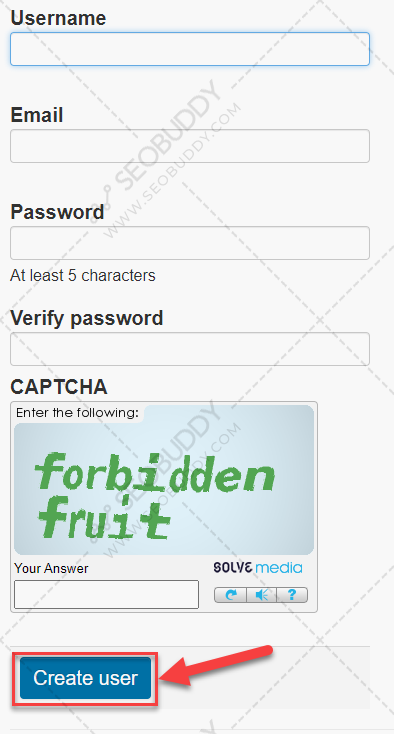 Username
Email
Password
At least 5 characters
Verify password
CAPTCHA
Enter the following:
forbidden
fruit
Your Answer
SOLVE media
?
Create user
SEOBUDDY
WWW.SEOBUDDY.COM
SEOBUDDY
WWW.SEOBUDDY.COM